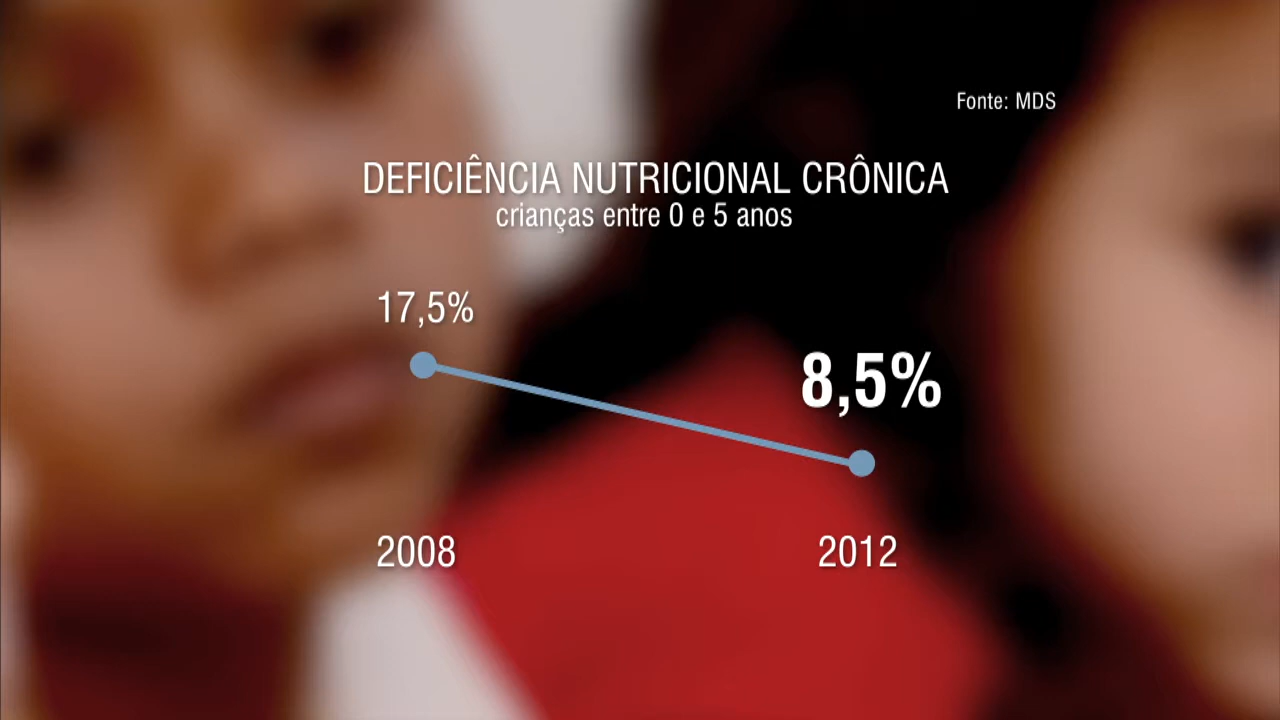 Fonte: MDS
DEFICIÊNCIA NUTRICIONAL CRÔNICA
crianças entre 0 e 5 anos
17,5%
8,5%
2008
2012